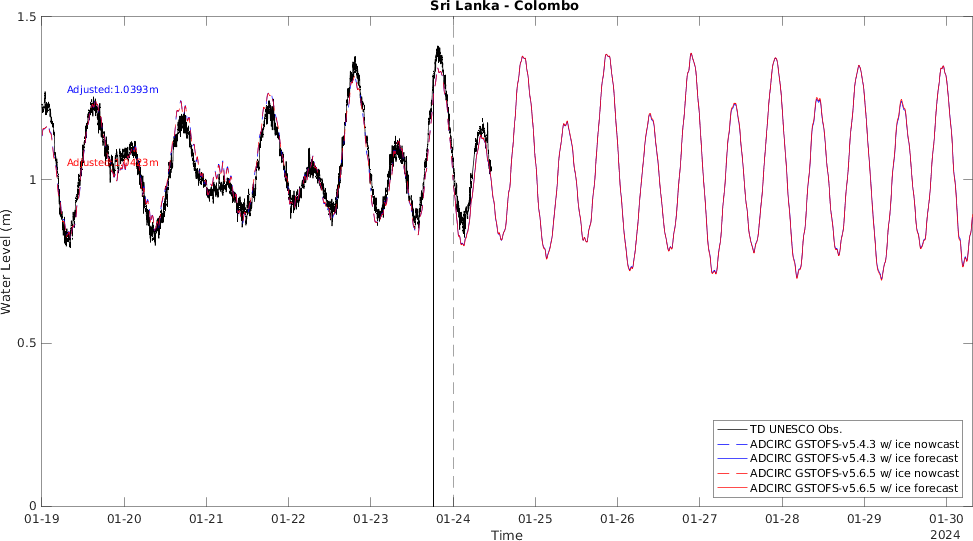 Sri Lanka - Colombo
1.5
Adjusted:1.0393m
1
0.5
0
Water Level (m)
TD UNESCO Obs.
ADCIRC GSTOFS-v5.4.3 w/ ice nowcast
ADCIRC GSTOFS-v5.4.3 w/ ice forecast
ADCIRC GSTOFS-v5.6.5 w/ ice nowcast
ADCIRC GSTOFS-v5.6.5 w/ ice forecast
01-19 01-20 01-21 01-22 01-23 01-24 01-25 01-26 01-27 01-28 01-29 01-30
Time
2024